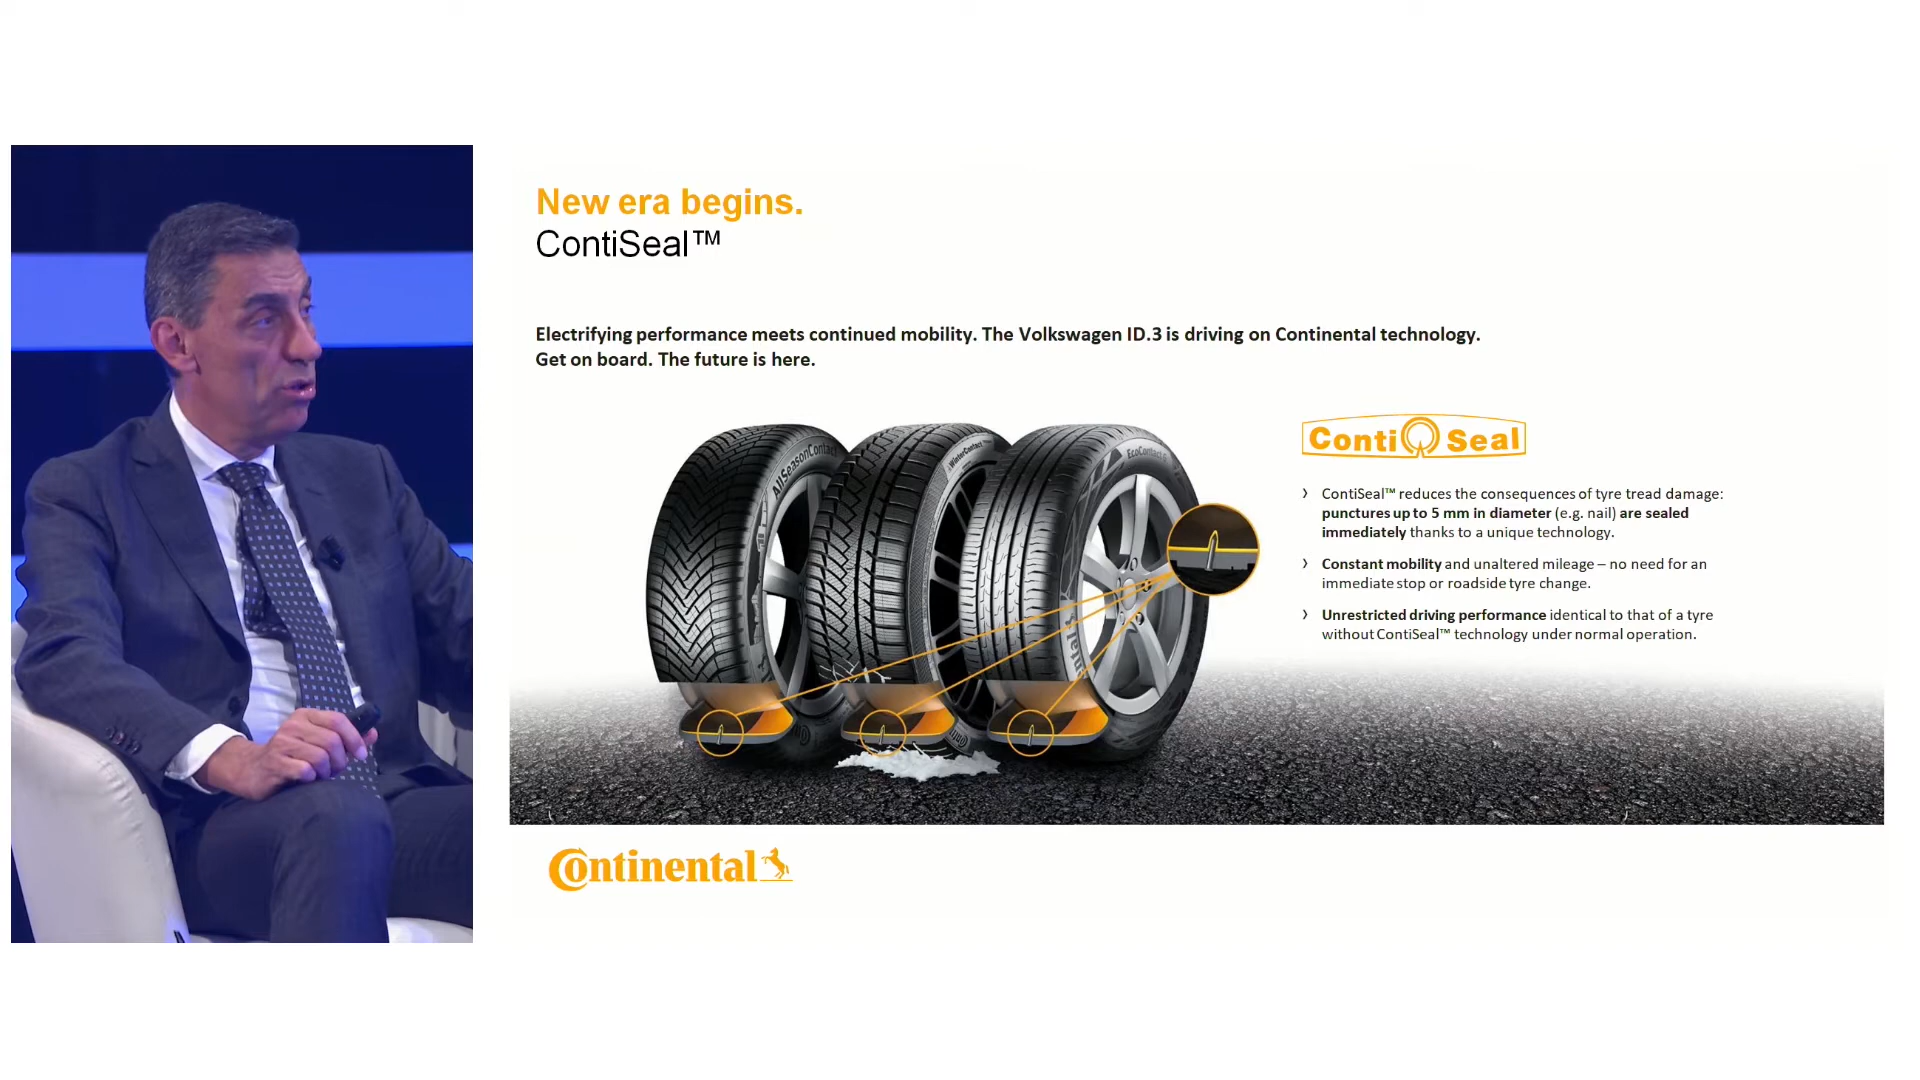 New era begins.
ContiSeal™
Electrifying performance meets continued mobility. The Volkswagen ID.3 is driving on Continental technology.
Get on board. The future is here.
AllSeasonContact
WinterContact
EcoContact 6
Conti Seal
› ContiSeal™ reduces the consequences of tyre tread damage:
punctures up to 5 mm in diameter (e.g. nail) are sealed
immediately thanks to a unique technology.
› Constant mobility and unaltered mileage – no need for an
immediate stop or roadside tyre change.
› Unrestricted driving performance identical to that of a tyre
without ContiSeal™ technology under normal operation.
Continental